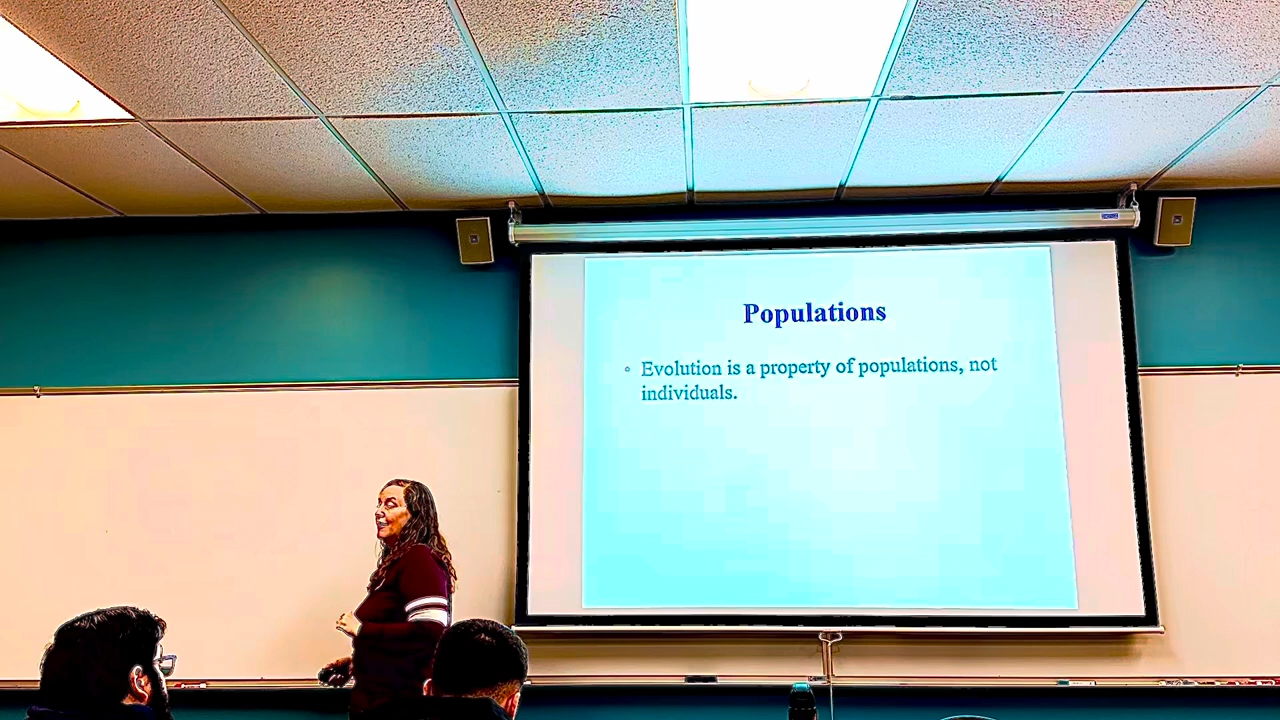 Populations
◦ Evolution is a property of populations, not
individuals.